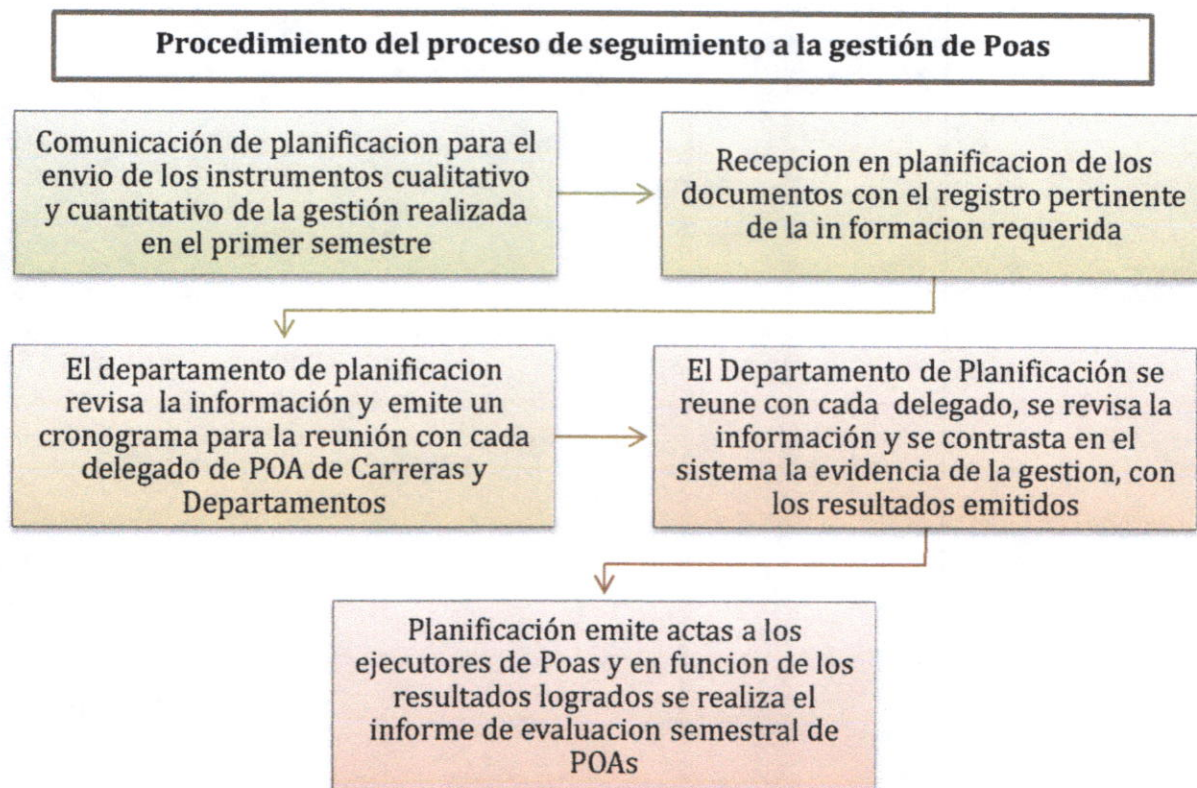 Procedimiento del proceso de seguimiento a la gestión de Poas
Comunicación de planificacion para el
envio de los instrumentos cualitativo
y cuantitativo de la gestión realizada
en el primer semestre
Recepcion en planificacion de los
documentos con el registro pertinente
de la in formacion requerida
El departamento de planificacion
revisa la información y emite un
cronograma para la reunión con cada
delegado de POA de Carreras y
Departamentos
El Departamento de Planificación se
reune con cada delegado, se revisa la
información y se contrasta en el
sistema la evidencia de la gestion, con
los resultados emitidos
Planificación emite actas a los
ejecutores de Poas y en funcion de los
resultados logrados se realiza el
informe de evaluacion semestral de
POAs